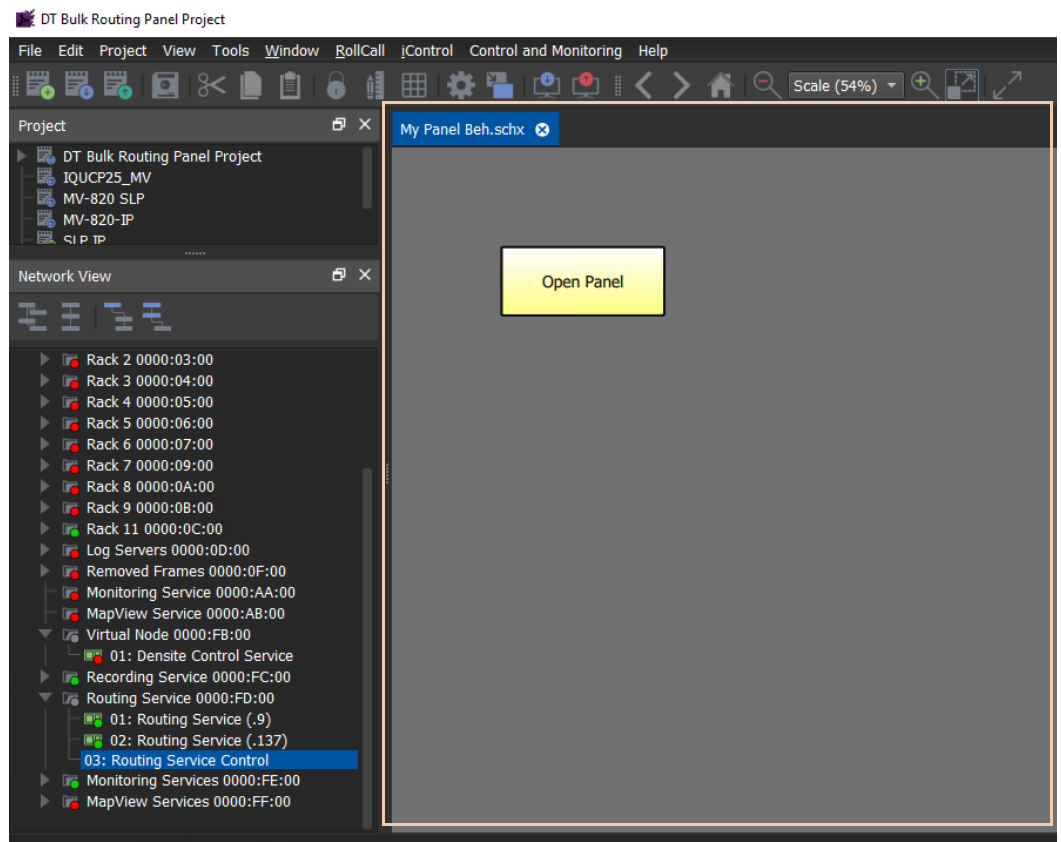 DT Bulk Routing Panel Project
File Edit Project View Tools Window RollCall iControl Control and Monitoring Help
Scale (54%)
Project
DT Bulk Routing Panel Project
IQUCP25_MV
MV-820 SLP
MV-820-IP
SLP IP
Network View
Rack 2 0000:03:00
Rack 3 0000:04:00
Rack 4 0000:05:00
Rack 5 0000:06:00
Rack 6 0000:07:00
Rack 7 0000:09:00
Rack 8 0000:0A:00
Rack 9 0000:0B:00
Rack 11 0000:0C:00
Log Servers 0000:0D:00
Removed Frames 0000:0F:00
Monitoring Service 0000:AA:00
MapView Service 0000:AB:00
Virtual Node 0000:FB:00
01: Densite Control Service
Recording Service 0000:FC:00
Routing Service 0000:FD:00
01: Routing Service (.9)
02: Routing Service (.137)
03: Routing Service Control
Monitoring Services 0000:FE:00
MapView Services 0000:FF:00
My Panel Beh.schx
Open Panel